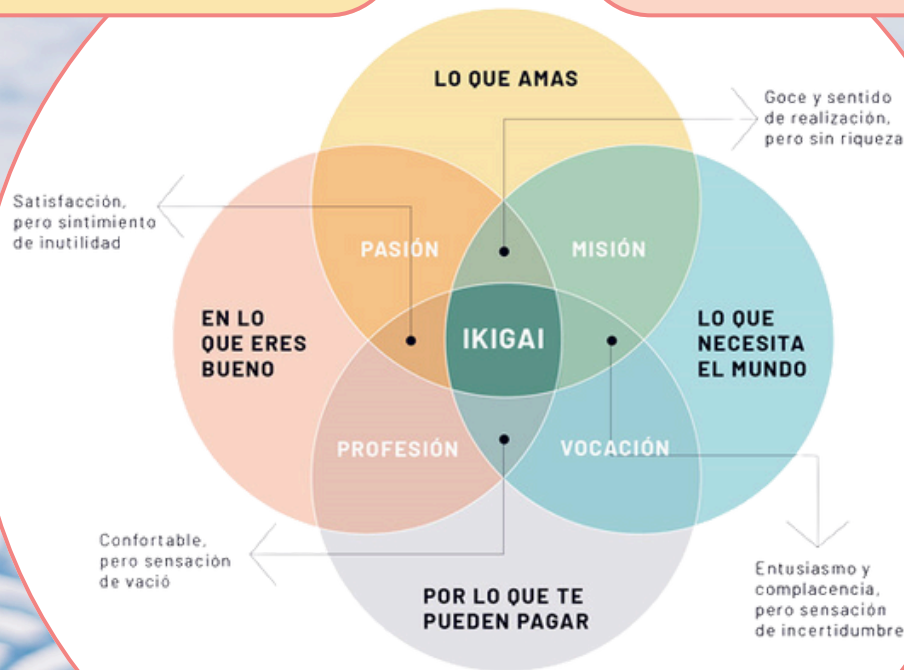 LO QUE AMAS
Goce y sentido
de realización,
pero sin riqueza
Satisfacción,
pero sintimiento
de inutilidad
PASIÓN
MISIÓN
EN LO
QUE ERES
BUENO
IKIGAI
LO QUE
NECESITA
EL MUNDO
PROFESIÓN
VOCACIÓN
Confortable,
pero sensación
de vació
POR LO QUE TE
PUEDEN PAGAR
Entusiasmo y
complacencia,
pero sensación
de incertidumbre